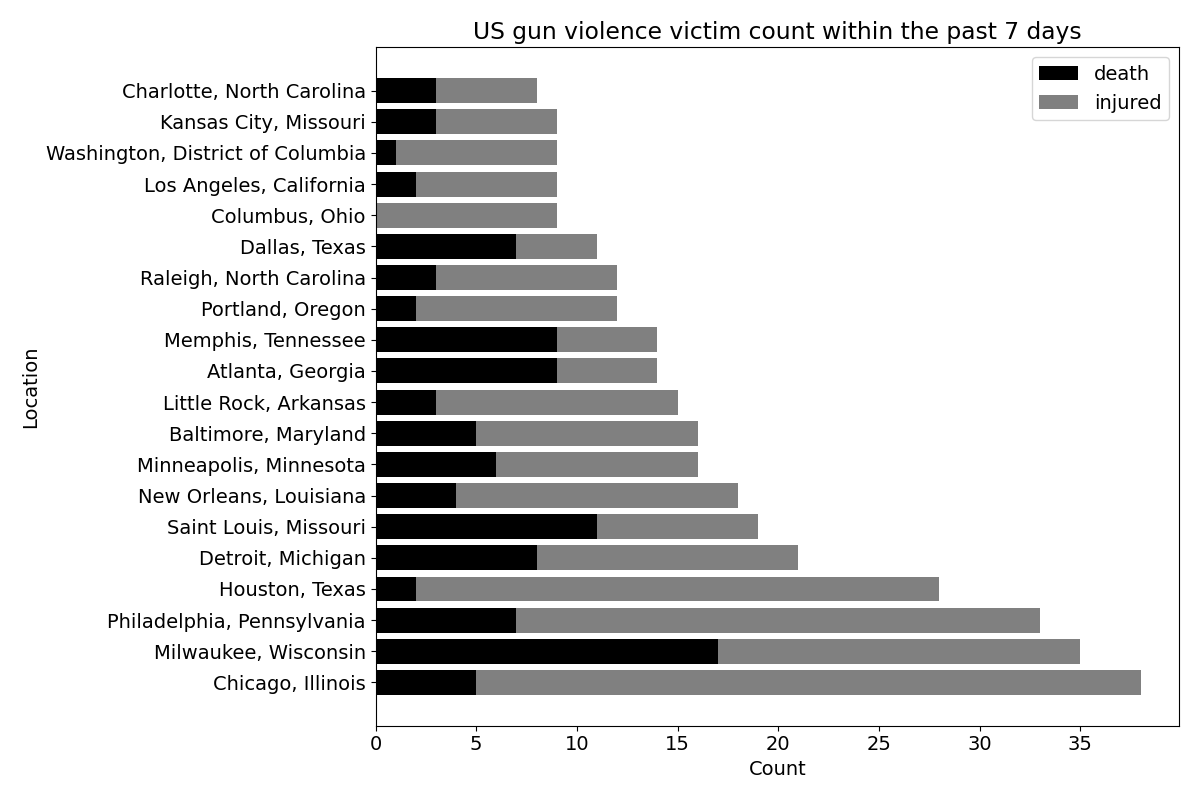 US gun violence victim count within the past 7 days
death
injured
Charlotte, North Carolina
Kansas City, Missouri
Washington, District of Columbia
Los Angeles, California
Columbus, Ohio
Dallas, Texas
Raleigh, North Carolina
Portland, Oregon
Memphis, Tennessee
Atlanta, Georgia
Little Rock, Arkansas
Baltimore, Maryland
Minneapolis, Minnesota
New Orleans, Louisiana
Saint Louis, Missouri
Detroit, Michigan
Houston, Texas
Philadelphia, Pennsylvania
Milwaukee, Wisconsin
Chicago, Illinois
Location
0 5 10 15 20 25 30 35
Count